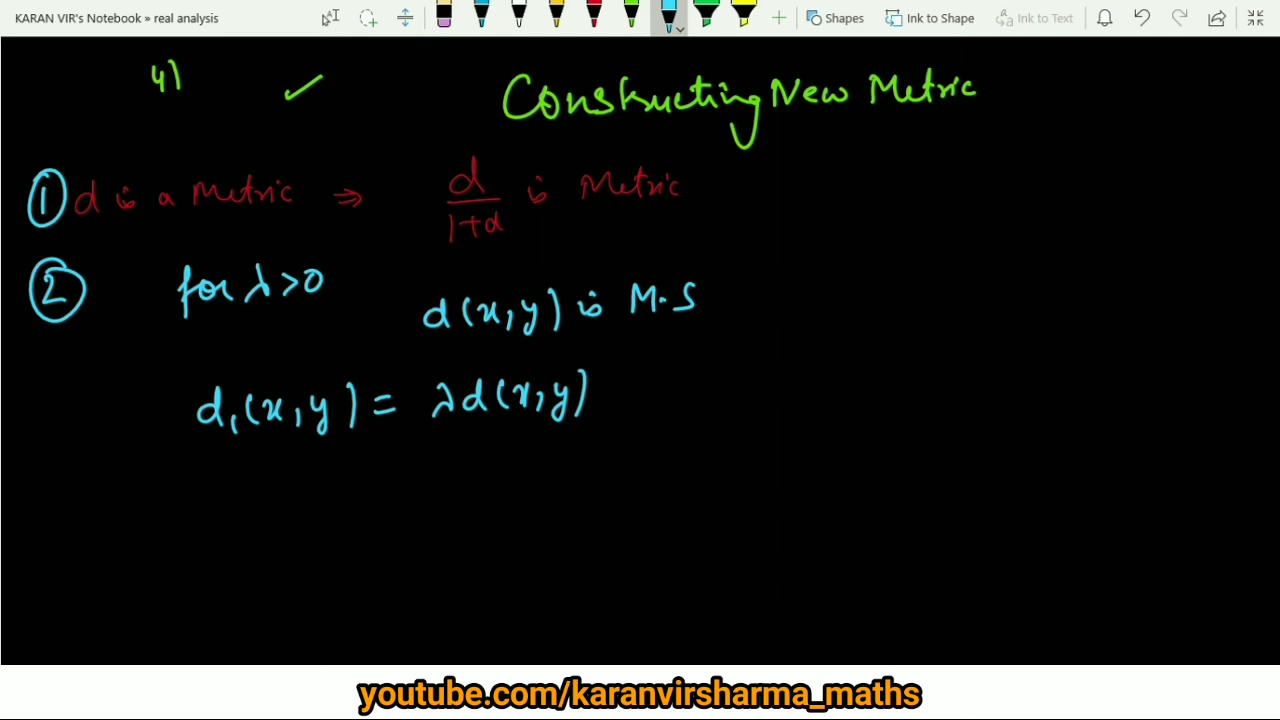 KARAN VIR's Notebook » real analysis
Shapes
Ink to Shape
Ink to Text
4)
Constructing New Metric
① d is a Metric ⇒ d/1+d is Metric
② for λ>0 d(x,y) is M.S
d₁(x,y) = λd(x,y)
youtube.com/karanvirsharma_maths